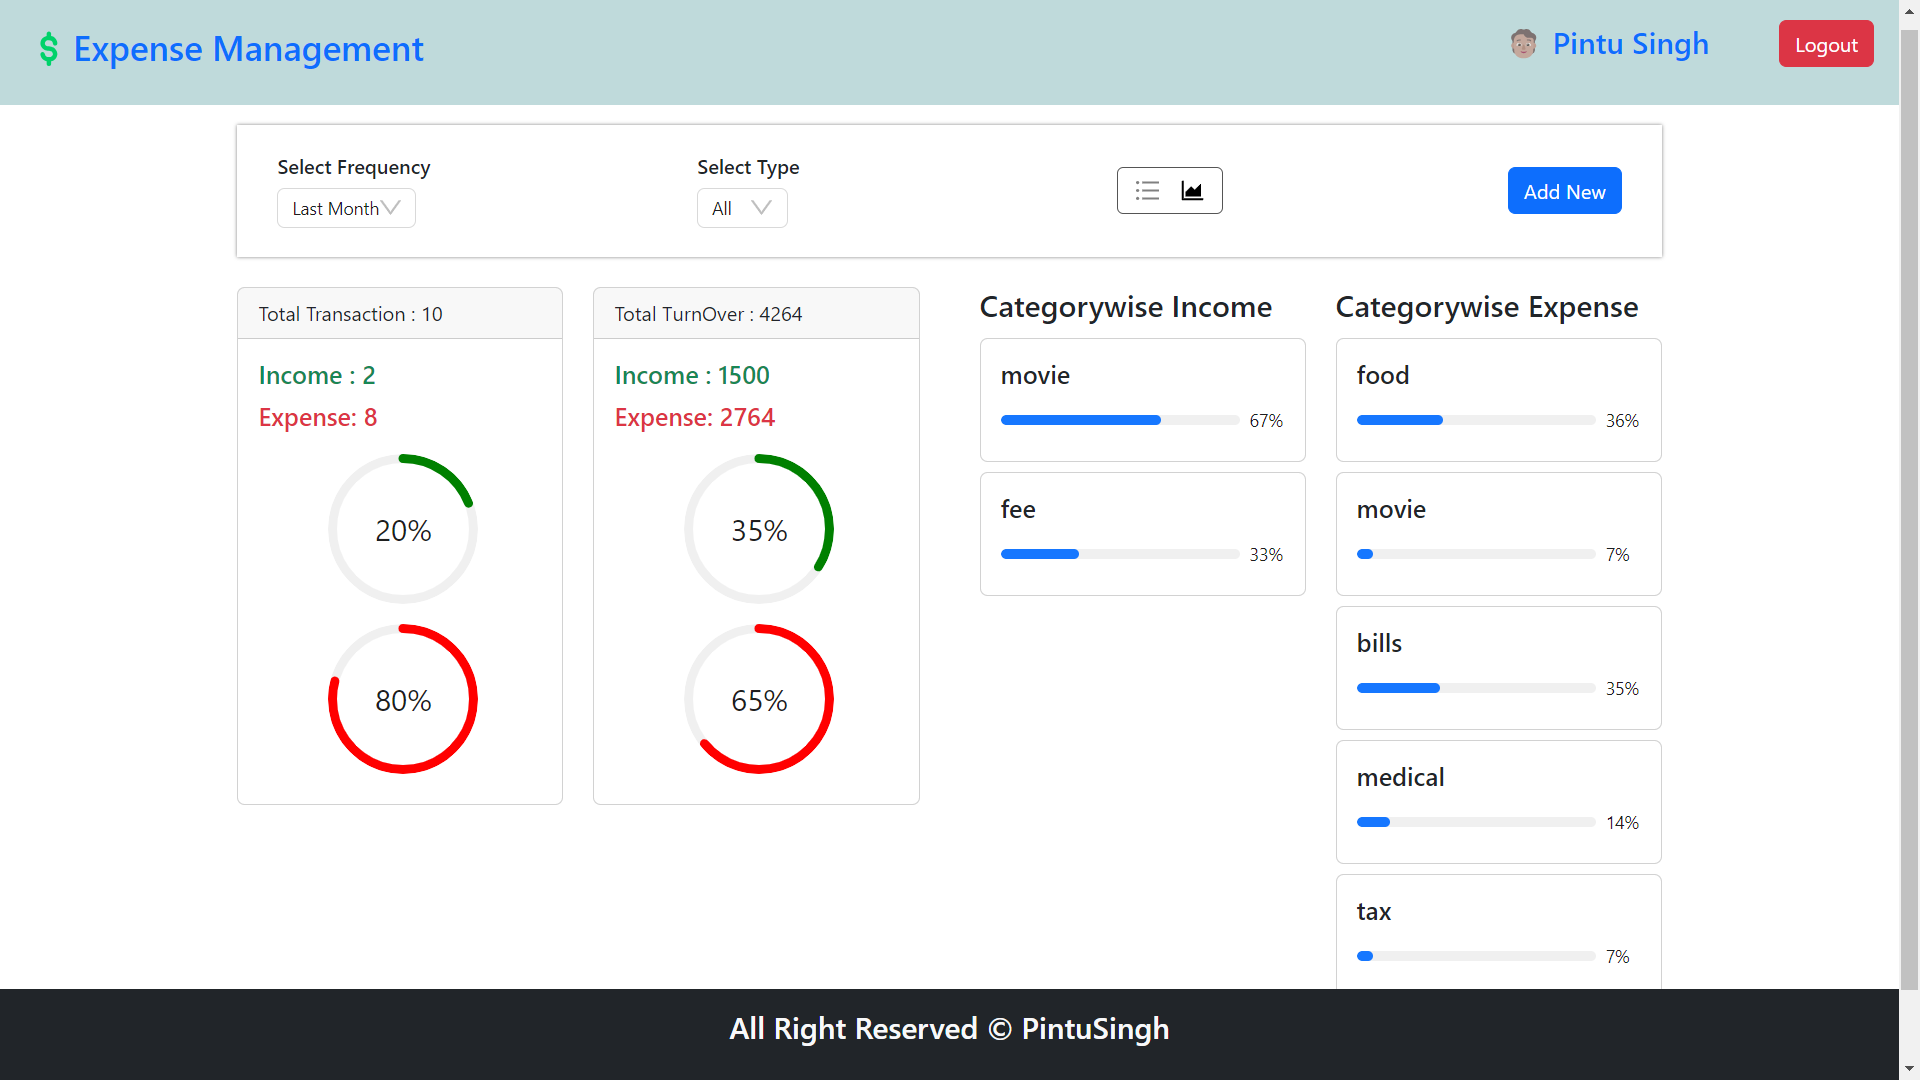 Expense Management
Pintu Singh
Logout
Select Frequency
Last Month
Select Type
All
Add New
Total Transaction : 10
Income : 2
Expense: 8
20%
80%
Total TurnOver : 4264
Income : 1500
Expense: 2764
35%
65%
Categorywise Income
movie
67%
fee
33%
Categorywise Expense
food
36%
movie
7%
bills
35%
medical
14%
tax
7%
All Right Reserved © PintuSingh